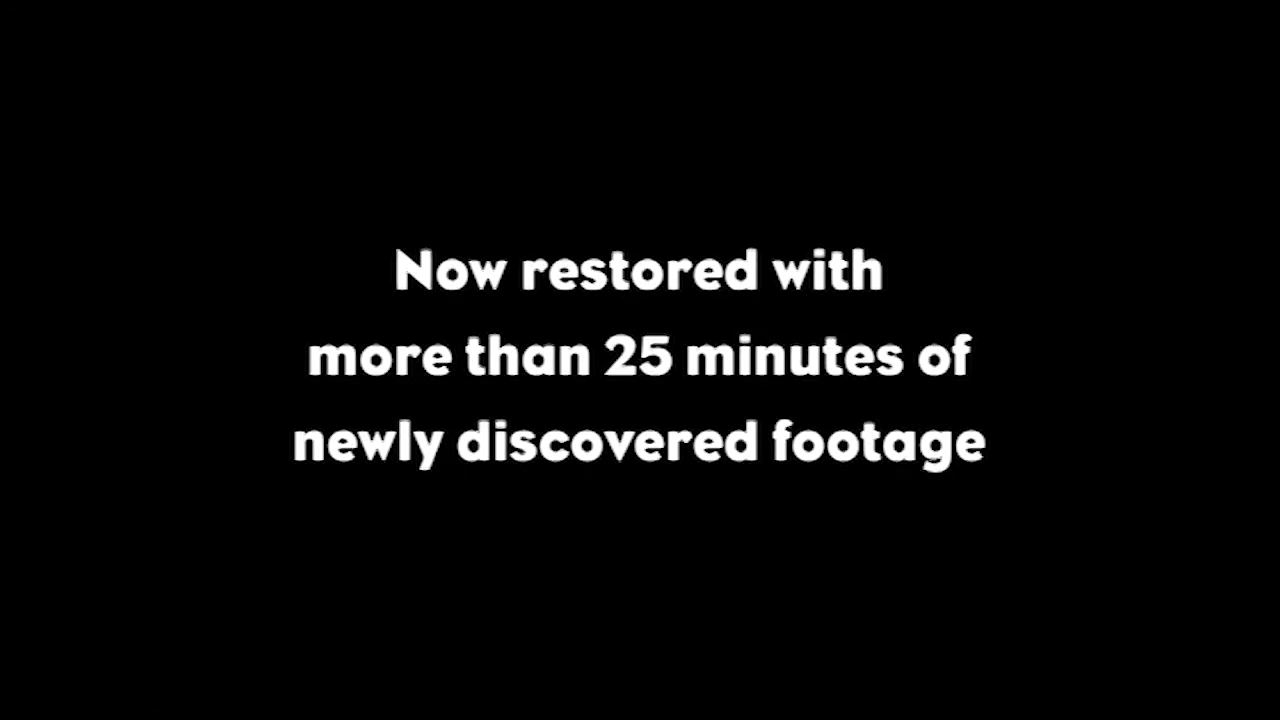 Now restored with
more than 25 minutes of
newly discovered footage